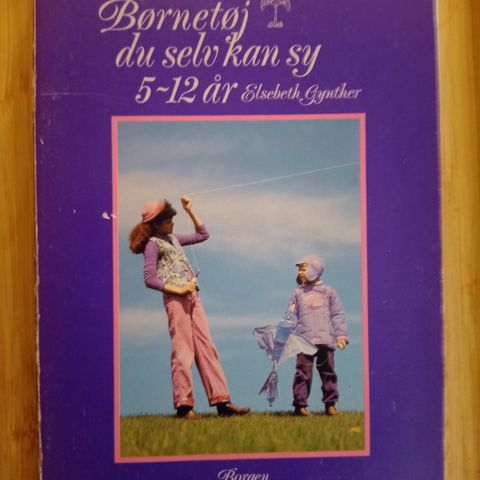 Børnetøj
du selv kan sy
5~12 år Elsebeth Gynther
Borgen